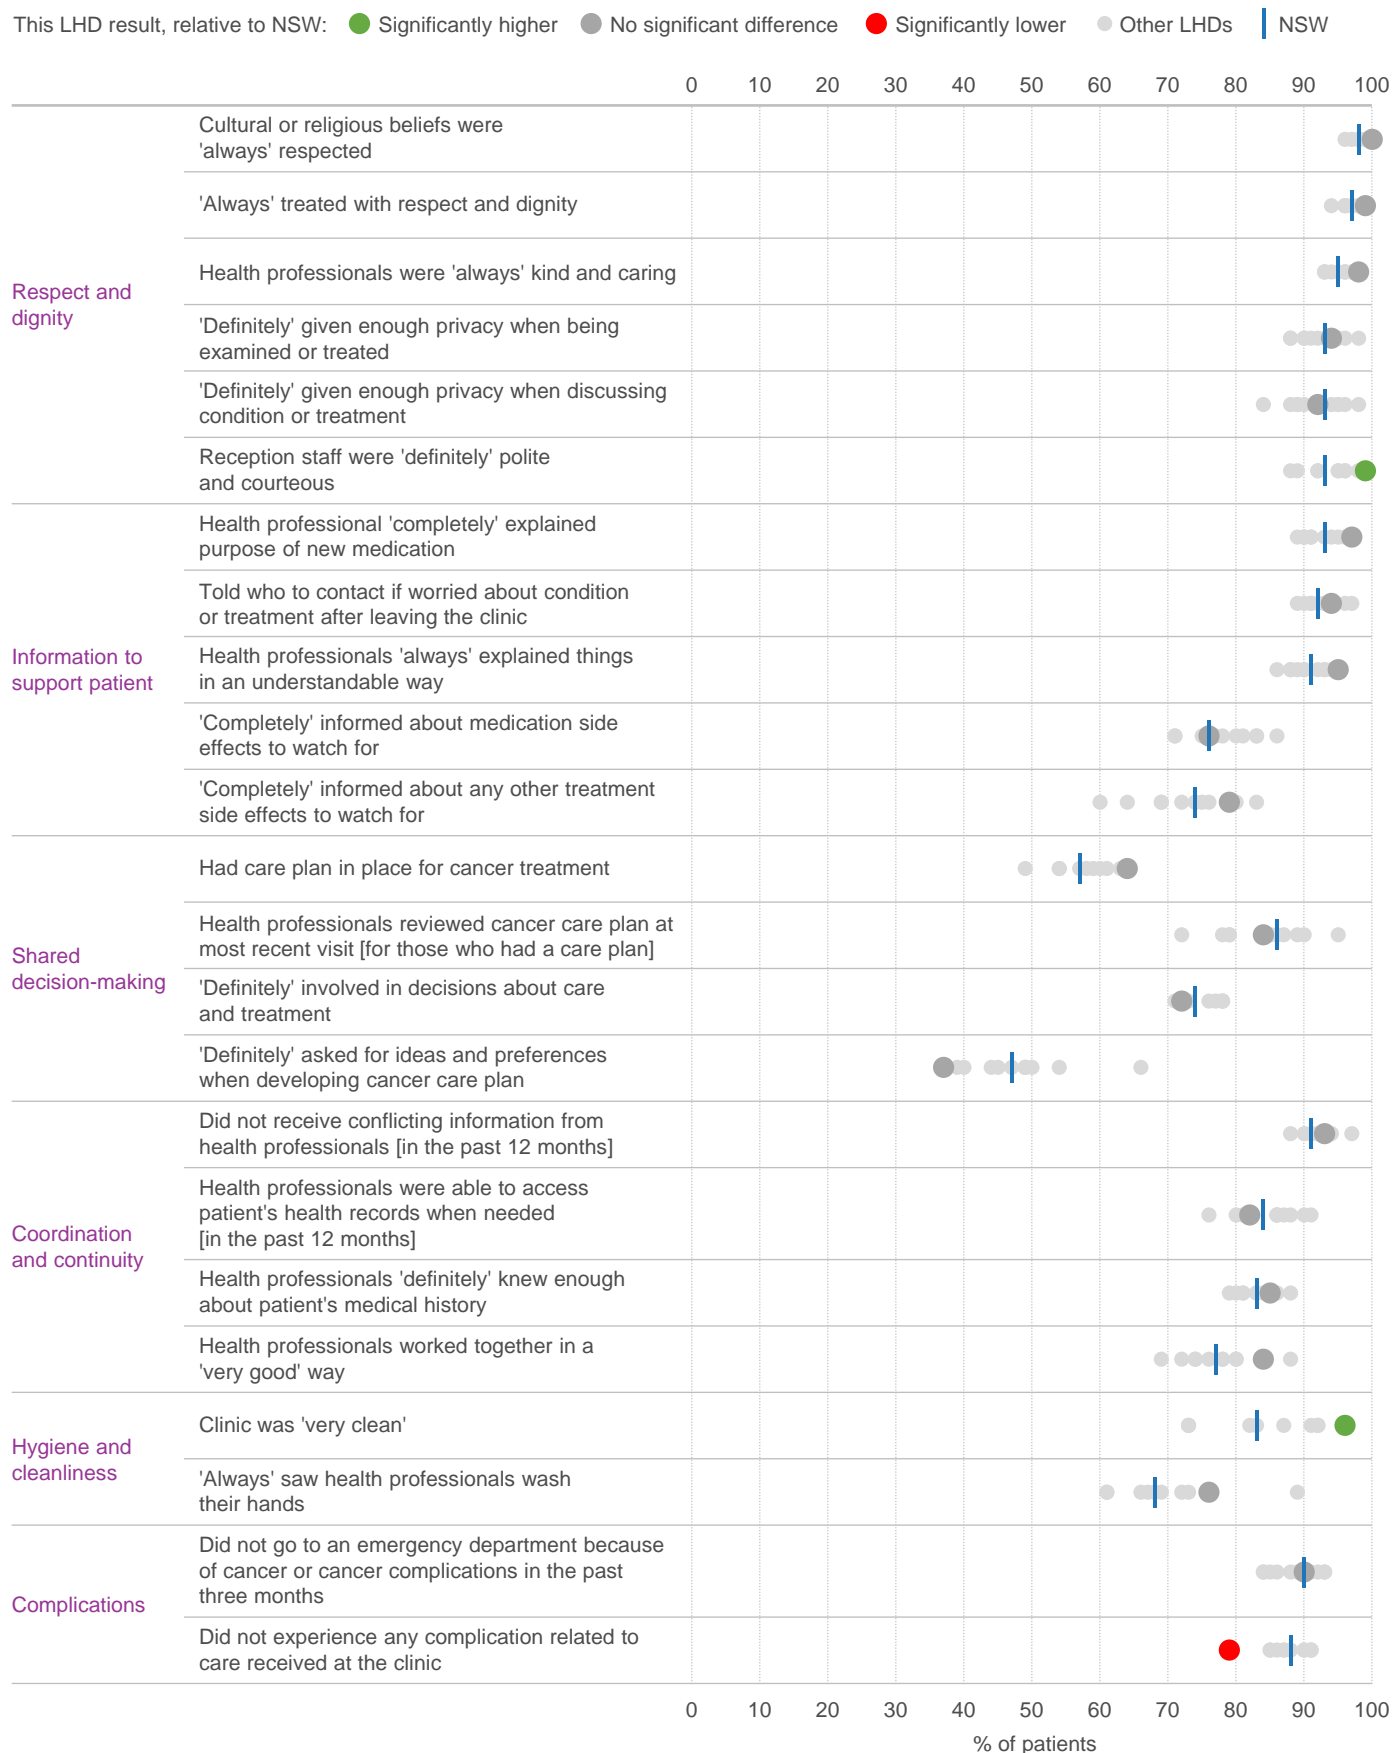 This LHD result, relative to NSW: Significantly higher No significant difference Significantly lower Other LHDs NSW
0 10 20 30 40 50 60 70 80 90 100
Respect and
dignity
Cultural or religious beliefs were
'always' respected
'Always' treated with respect and dignity
Health professionals were 'always' kind and caring
'Definitely' given enough privacy when being
examined or treated
'Definitely' given enough privacy when discussing
condition or treatment
Reception staff were 'definitely' polite
and courteous
Information to
support patient
Health professional 'completely' explained
purpose of new medication
Told who to contact if worried about condition
or treatment after leaving the clinic
Health professionals 'always' explained things
in an understandable way
'Completely' informed about medication side
effects to watch for
'Completely' informed about any other treatment
side effects to watch for
Shared
decision-making
Had care plan in place for cancer treatment
Health professionals reviewed cancer care plan at
most recent visit [for those who had a care plan]
'Definitely' involved in decisions about care
and treatment
'Definitely' asked for ideas and preferences
when developing cancer care plan
Coordination
and continuity
Did not receive conflicting information from
health professionals [in the past 12 months]
Health professionals were able to access
patient's health records when needed
[in the past 12 months]
Health professionals 'definitely' knew enough
about patient's medical history
Health professionals worked together in a
'very good' way
Hygiene and
cleanliness
Clinic was 'very clean'
'Always' saw health professionals wash
their hands
Complications
Did not go to an emergency department because
of cancer or cancer complications in the past
three months
Did not experience any complication related to
care received at the clinic
0 10 20 30 40 50 60 70 80 90 100
% of patients